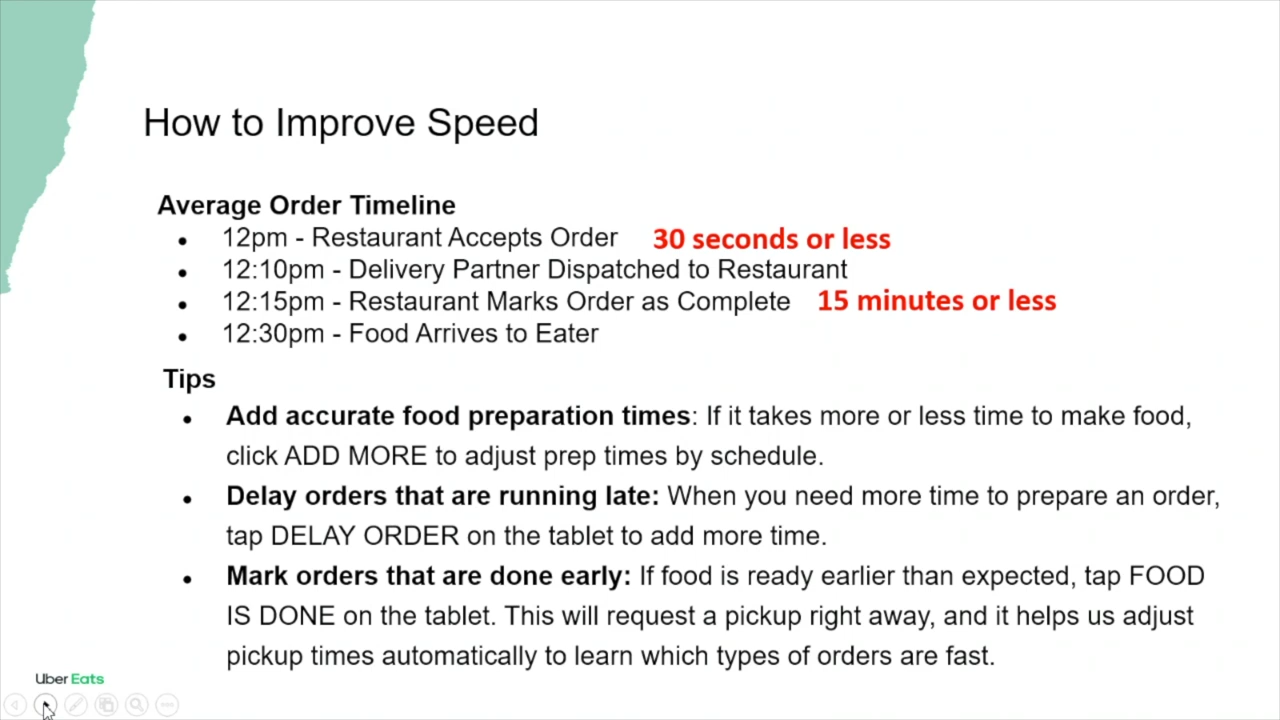 How to Improve Speed
Average Order Timeline
● 12pm - Restaurant Accepts Order 30 seconds or less
● 12:10pm - Delivery Partner Dispatched to Restaurant
● 12:15pm - Restaurant Marks Order as Complete 15 minutes or less
● 12:30pm - Food Arrives to Eater
Tips
● Add accurate food preparation times: If it takes more or less time to make food,
click ADD MORE to adjust prep times by schedule.
● Delay orders that are running late: When you need more time to prepare an order,
tap DELAY ORDER on the tablet to add more time.
● Mark orders that are done early: If food is ready earlier than expected, tap FOOD
IS DONE on the tablet. This will request a pickup right away, and it helps us adjust
pickup times automatically to learn which types of orders are fast.
Uber Eats